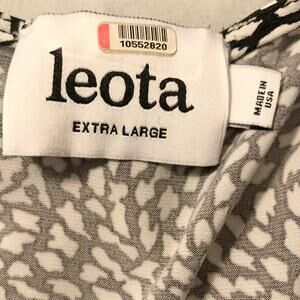 10552820
leota
EXTRA LARGE
MADE IN
USA